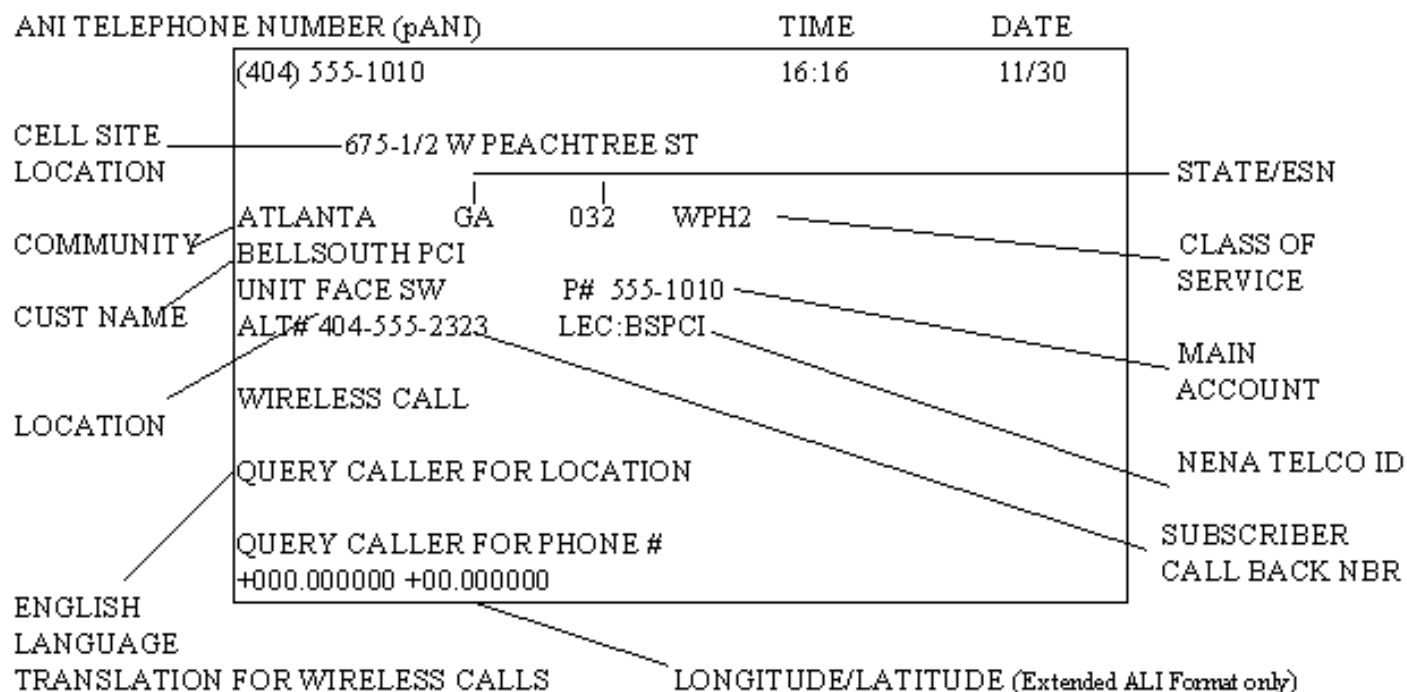 ANI TELEPHONE NUMBER (pANI) TIME DATE
(404) 555-1010 16:16 11/30
CELL SITE
LOCATION
675-1/2 W PEACHTREE ST
STATE/ESN
ATLANTA GA 032 WPH2
COMMUNITY
CLASS OF
SERVICE
BELLSOUTH PCI
UNIT FACE SW P# 555-1010
CUST NAME
ALT# 404-555-2323 LEC:BSPCI
MAIN
ACCOUNT
WIRELESS CALL
LOCATION
QUERY CALLER FOR LOCATION
NENA TELCO ID
QUERY CALLER FOR PHONE #
SUBSCRIBER
CALL BACK NBR
+000.000000 +00.000000
ENGLISH
LANGUAGE
TRANSLATION FOR WIRELESS CALLS
LONGITUDE/LATITUDE (Extended ALI Format only)